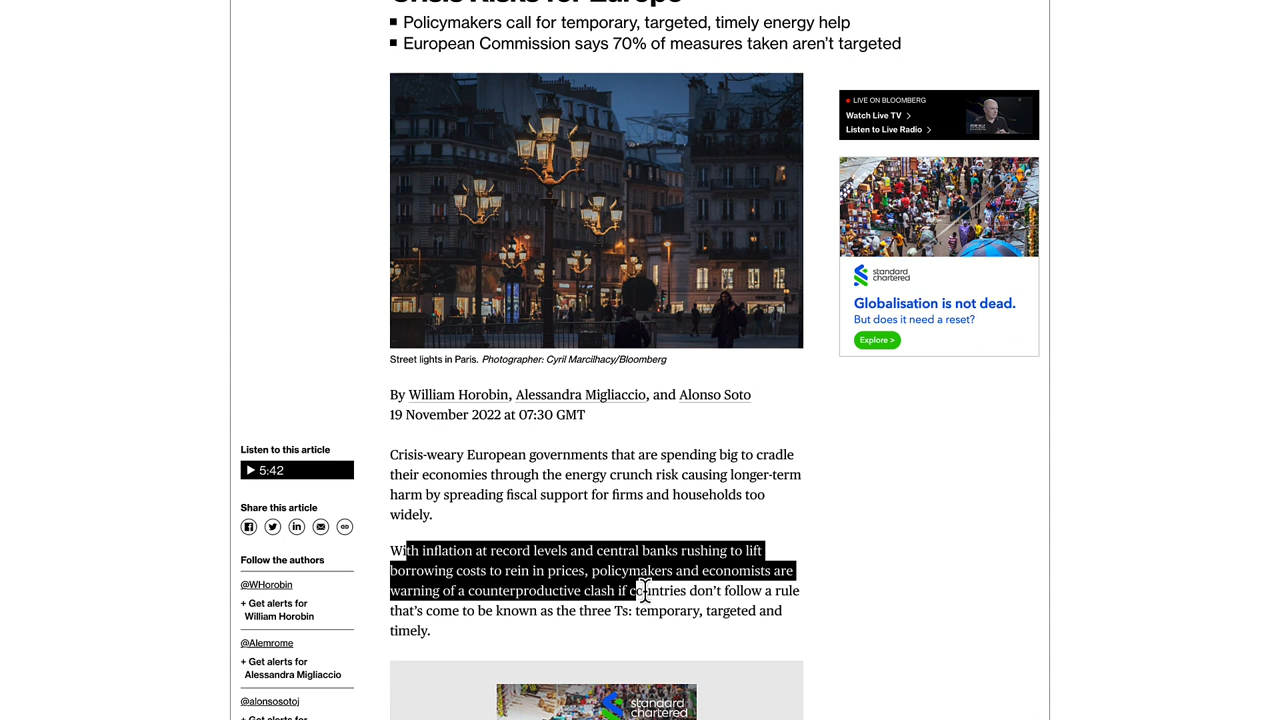 Crisis Risks for Europe
Policymakers call for temporary, targeted, timely energy help
European Commission says 70% of measures taken aren't targeted
LIVE ON BLOOMBERG
Watch Live TV
Listen to Live Radio
standard
chartered
Globalisation is not dead.
But does it need a reset?
Explore >
Street lights in Paris. Photographer: Cyril Marcilhacy/Bloomberg
By William Horobin, Alessandra Migliaccio, and Alonso Soto
19 November 2022 at 07:30 GMT
Listen to this article
5:42
Share this article
Follow the authors
@WHorobin
+ Get alerts for
William Horobin
@Alemrome
+ Get alerts for
Alessandra Migliaccio
@alonsosotoj
+ Get alerts for
Crisis-weary European governments that are spending big to cradle
their economies through the energy crunch risk causing longer-term
harm by spreading fiscal support for firms and households too
widely.
With inflation at record levels and central banks rushing to lift
borrowing costs to rein in prices, policymakers and economists are
warning of a counterproductive clash if countries don't follow a rule
that's come to be known as the three Ts: temporary, targeted and
timely.
standard
chartered